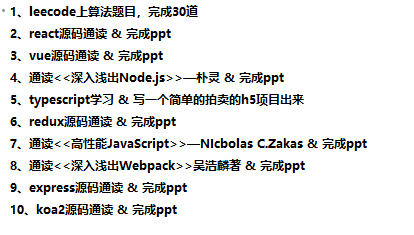 1、leecode上算法题目，完成30道
2、react源码通读 & 完成ppt
3、vue源码通读 & 完成ppt
4、通读<<深入浅出Node.js>>—朴灵 & 完成ppt
5、typescript学习 & 写一个简单的拍卖的h5项目出来
6、redux源码通读 & 完成ppt
7、通读<<高性能JavaScript>>—NIcbolas C.Zakas & 完成ppt
8、通读<<深入浅出Webpack>>吴浩麟著 & 完成ppt
9、express源码通读 & 完成ppt
10、koa2源码通读 & 完成ppt